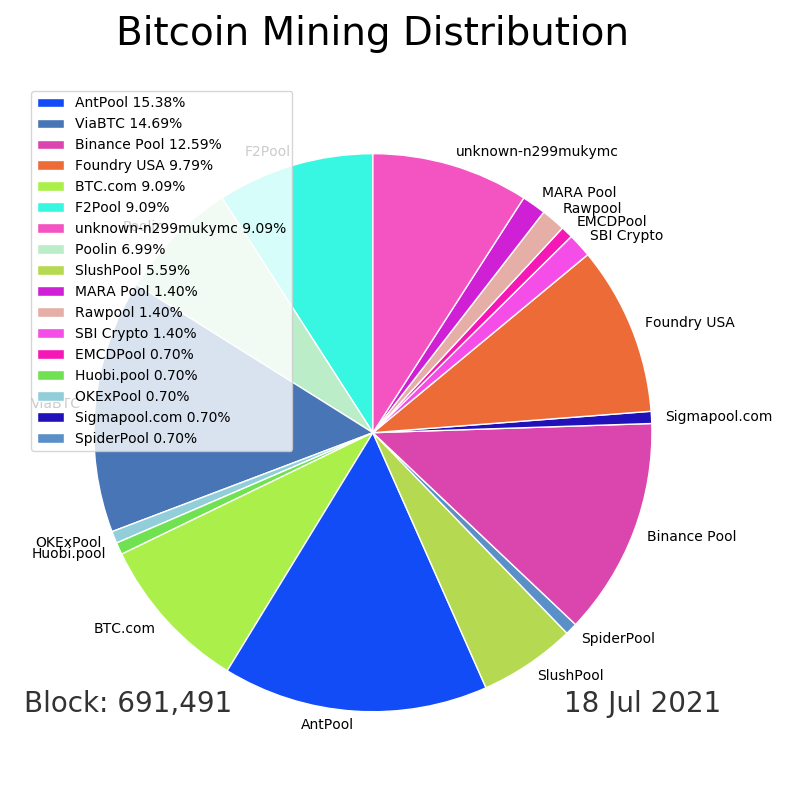 Bitcoin Mining Distribution
AntPool 15.38%
ViaBTC 14.69%
Binance Pool 12.59%
Foundry USA 9.79%
BTC.com 9.09%
F2Pool 9.09%
unknown-n299mukymc 9.09%
Poolin 6.99%
SlushPool 5.59%
MARA Pool 1.40%
Rawpool 1.40%
SBI Crypto 1.40%
EMCDPool 0.70%
Huobi.pool 0.70%
OKExPool 0.70%
Sigmapool.com 0.70%
SpiderPool 0.70%
F2Pool
unknown-n299mukymc
MARA Pool
Rawpool
EMCDPool
SBI Crypto
Poolin
Foundry USA
ViaBTC
Sigmapool.com
OKExPool
Huobi.pool
Binance Pool
BTC.com
SpiderPool
SlushPool
AntPool
Block: 691,491
18 Jul 2021